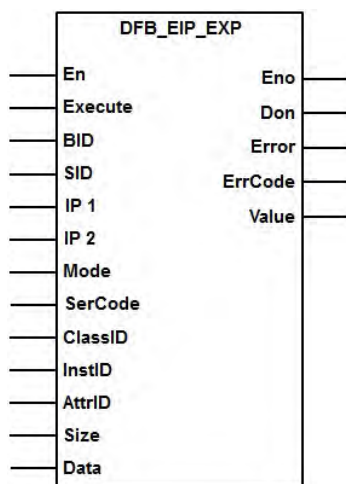 DFB_EIP_EXP
En
Eno
Execute
Don
BID
Error
SID
ErrCode
IP 1
Value
IP 2
Mode
SerCode
ClassID
InstID
AttrID
Size
Data